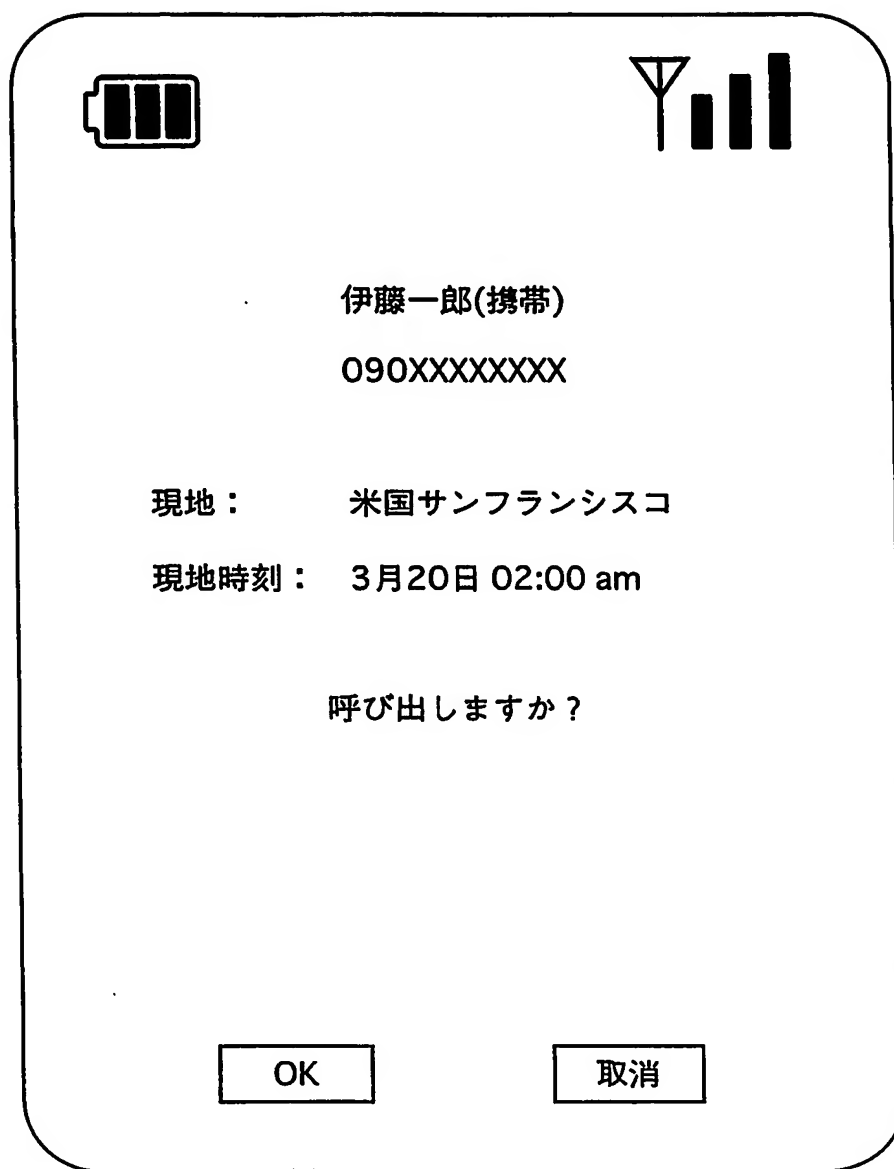 伊藤一郎(携帯)
090XXXXXXXX
現地： 米国サンフランシスコ
現地時刻： 3月20日 02:00 am
呼び出しますか？
OK 取消